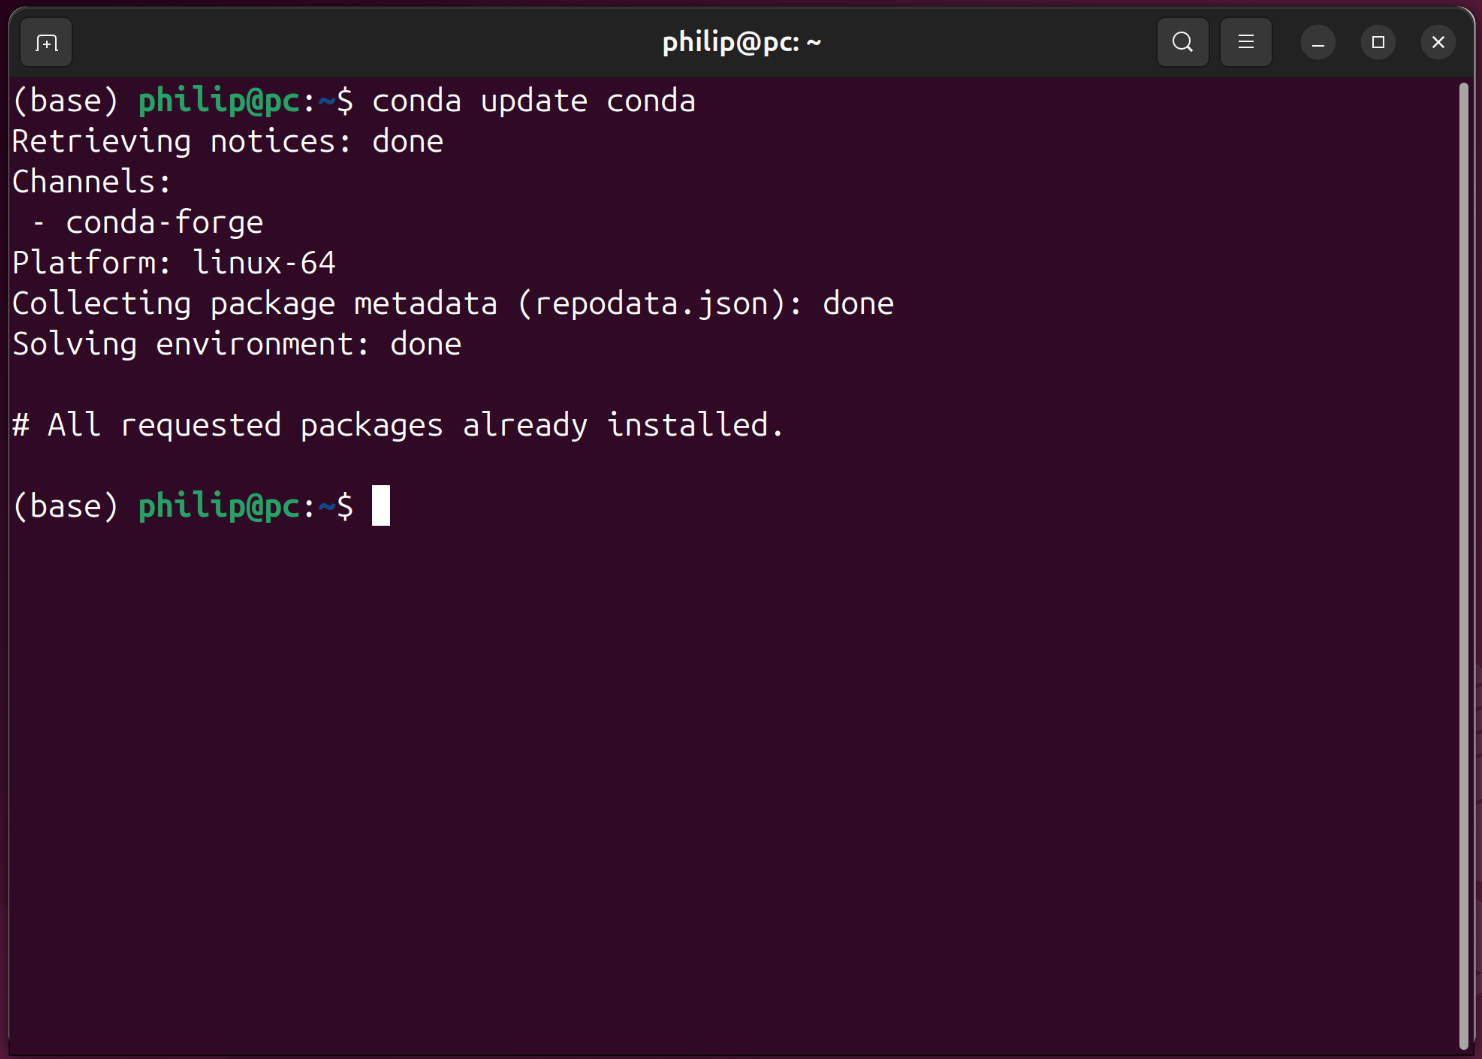 philip@pc: ~
(base) philip@pc:~$ conda update conda
Retrieving notices: done
Channels:
 - conda-forge
Platform: linux-64
Collecting package metadata (repodata.json): done
Solving environment: done

# All requested packages already installed.

(base) philip@pc:~$